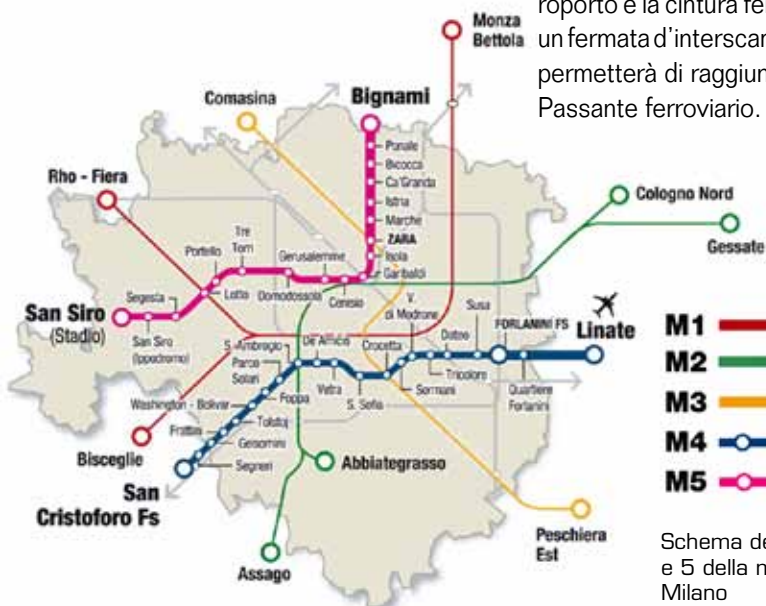 roporto e la cintura fe
un fermata d'interscar
permetterà di raggiun
Passante ferroviario.
Monza
Bettola
Comasina
Bignami
Ponale
Bicocca
Ca'Granda
Istria
Marche
ZARA
Isola
Garibaldi
Rho - Fiera
Cologno Nord
Gessate
Tre
Torri
Portello
Gerusalemme
Lotto
Domodossola
Cenisio
Segesta
San Siro
(Stadio)
San Siro
(Ippodromo)
V.
di Modrone
Susa
FORLANINI FS
Linate
S. Ambrogio
De Amicis
Crocetta
Dateo
Parco
Solari
Foppa
Vetra
S. Sofia
Sormani
Tricolore
Quartiere
Forlanini
Washington - Bolivar
Tolstoj
Frattini
Gelsomini
Segneri
Bisceglie
San
Cristoforo Fs
Abbiategrasso
Assago
Peschiera
Est
M1
M2
M3
M4
M5
Schema de
e 5 della n
Milano